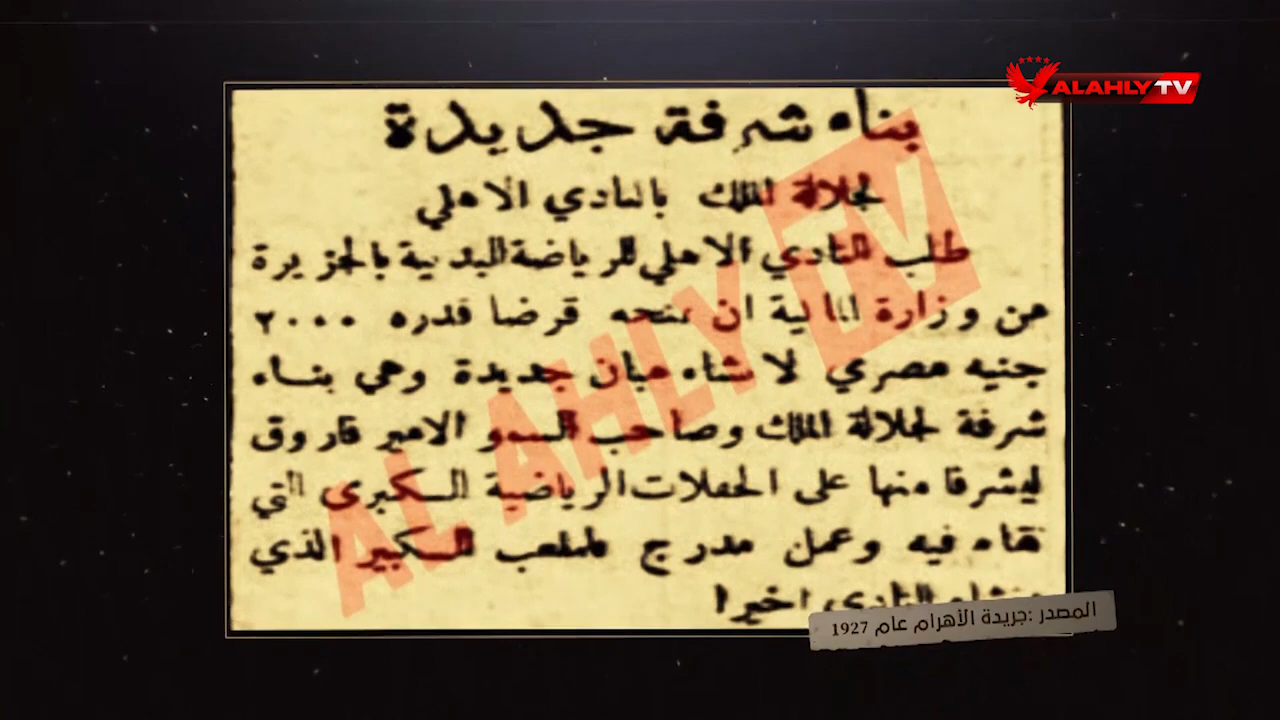 ALAHLY TV
بناء شرفة جديدة
لجلالة الملك بالنادي الاهلي
طلب النادي الاهلي للرياضة البدنية بالجزيرة
من وزارة المالية ان تمنحه قرضا قدره ٢٠٠٠
جنيه مصري لانشاء مبان جديدة وهي بناء
شرفة لجلالة الملك وصاحب السمو الامير فاروق
ليشرفا منها على الحفلات الرياضية الكبرى التي
تقام فيه وعمل مدرج للملعب الكبير الذي
النادي اخيرا
المصدر :جريدة الأهرام عام 1927
AL AHLY TV